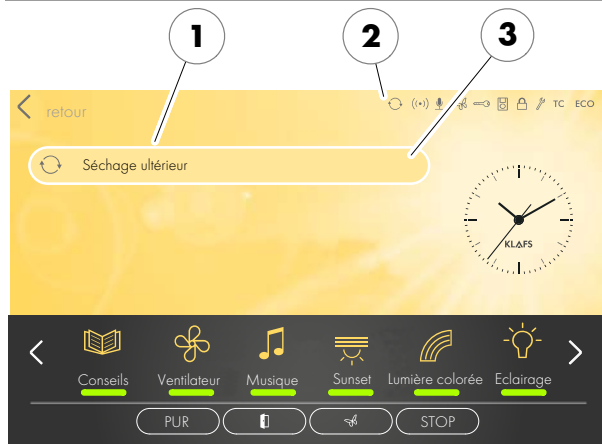 1 2 3
retour TC ECO
Séchage ultérieur
KLAFS
Conseils Ventilateur Musique Sunset Lumière colorée Eclairage
PUR STOP